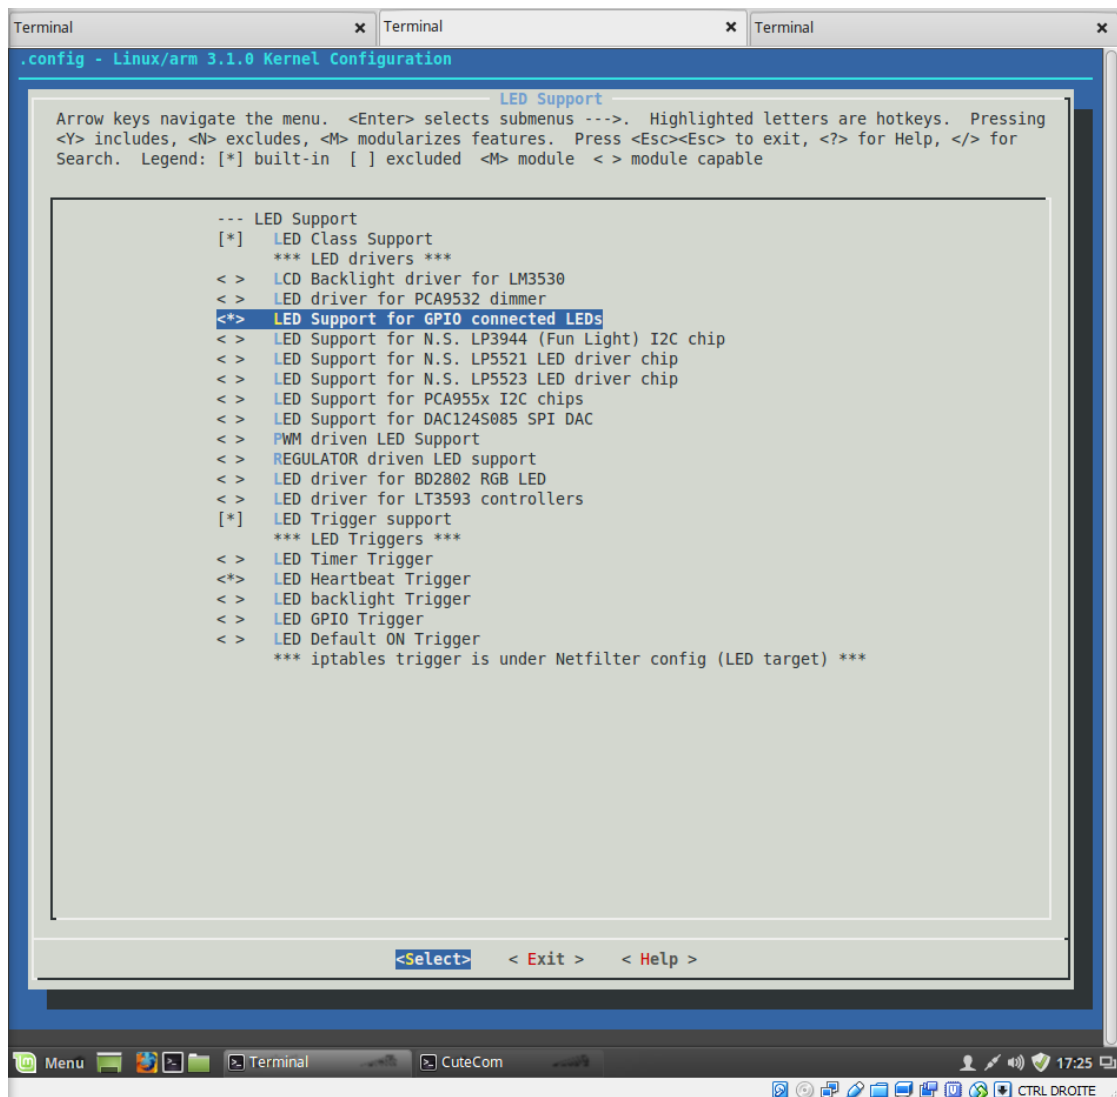 Terminal × Terminal × Terminal ×
.config - Linux/arm 3.1.0 Kernel Configuration
LED Support
Arrow keys navigate the menu.  <Enter> selects submenus --->.  Highlighted letters are hotkeys.  Pressing
<Y> includes, <N> excludes, <M> modularizes features.  Press <Esc><Esc> to exit, <?> for Help, </> for
Search.  Legend: [*] built-in  [ ] excluded  <M> module  < > module capable
--- LED Support
[*]   LED Class Support
*** LED drivers ***
< >   LCD Backlight driver for LM3530
< >   LED driver for PCA9532 dimmer
<*>   LED Support for GPIO connected LEDs
< >   LED Support for N.S. LP3944 (Fun Light) I2C chip
< >   LED Support for N.S. LP5521 LED driver chip
< >   LED Support for N.S. LP5523 LED driver chip
< >   LED Support for PCA955x I2C chips
< >   LED Support for DAC124S085 SPI DAC
< >   PWM driven LED Support
< >   REGULATOR driven LED support
< >   LED driver for BD2802 RGB LED
< >   LED driver for LT3593 controllers
[*]   LED Trigger support
*** LED Triggers ***
< >   LED Timer Trigger
<*>   LED Heartbeat Trigger
< >   LED backlight Trigger
< >   LED GPIO Trigger
< >   LED Default ON Trigger
*** iptables trigger is under Netfilter config (LED target) ***
<Select>    < Exit >    < Help >
Menu Terminal CuteCom 17:25
CTRL DROITE